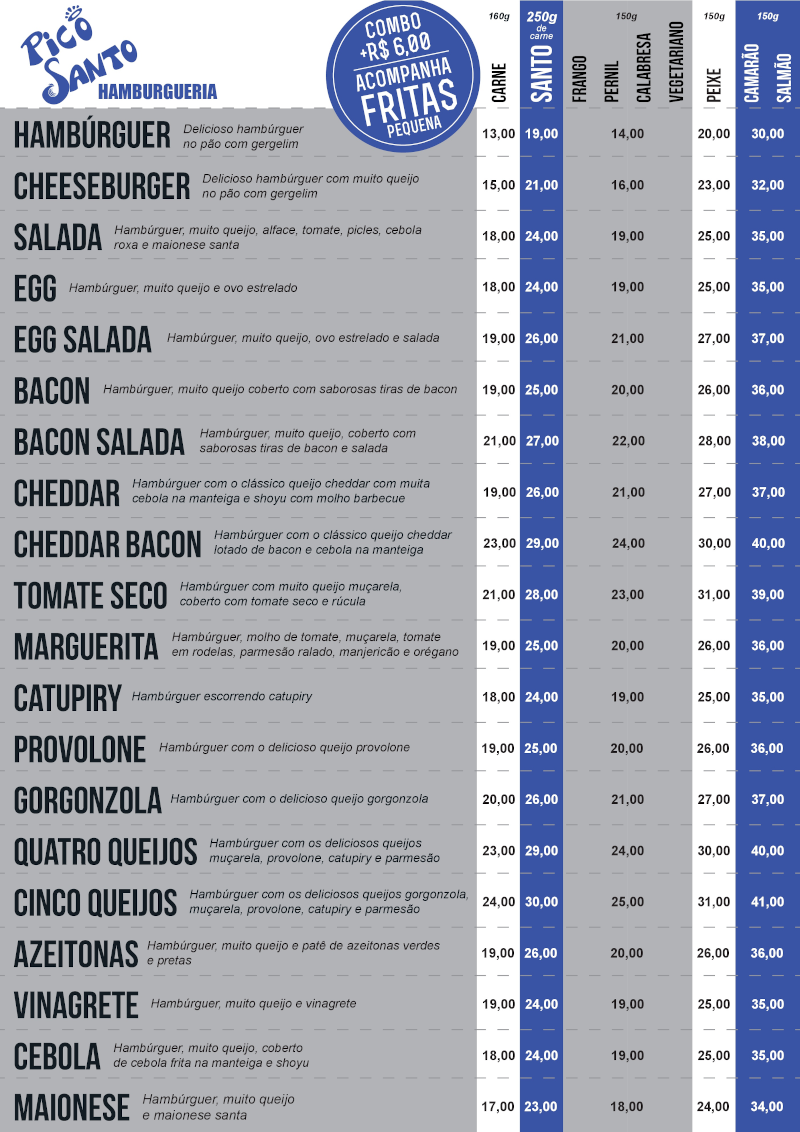 PICO
SANTO
HAMBURGUERIA
COMBO
+R$ 6,00
ACOMPANHA
FRITAS
PEQUENA
160g 250g 150g 150g 150g
de
carne
CARNE SANTO FRANGO PERNIL CALABRESA VEGETARIANO PEIXE CAMARÃO SALMÃO
HAMBÚRGUER Delicioso hambúrguer
no pão com gergelim
13,00 19,00 14,00 20,00 30,00
CHEESEBURGER Delicioso hambúrguer com muito queijo
no pão com gergelim
15,00 21,00 16,00 23,00 32,00
SALADA Hambúrguer, muito queijo, alface, tomate, picles, cebola
roxa e maionese santa
18,00 24,00 19,00 25,00 35,00
EGG Hambúrguer, muito queijo e ovo estrelado 18,00 24,00 19,00 25,00 35,00
EGG SALADA Hambúrguer, muito queijo, ovo estrelado e salada 19,00 26,00 21,00 27,00 37,00
BACON Hambúrguer, muito queijo coberto com saborosas tiras de bacon 19,00 25,00 20,00 26,00 36,00
BACON SALADA Hambúrguer, muito queijo, coberto com
saborosas tiras de bacon e salada
21,00 27,00 22,00 28,00 38,00
CHEDDAR Hambúrguer com o clássico queijo cheddar com muita
cebola na manteiga e shoyu com molho barbecue
19,00 26,00 21,00 27,00 37,00
CHEDDAR BACON Hambúrguer com o clássico queijo cheddar
lotado de bacon e cebola na manteiga
23,00 29,00 24,00 30,00 40,00
TOMATE SECO Hambúrguer com muito queijo muçarela,
coberto com tomate seco e rúcula
21,00 28,00 23,00 31,00 39,00
MARGUERITA Hambúrguer, molho de tomate, muçarela, tomate
em rodelas, parmesão ralado, manjericão e orégano
19,00 25,00 20,00 26,00 36,00
CATUPIRY Hambúrguer escorrendo catupiry 18,00 24,00 19,00 25,00 35,00
PROVOLONE Hambúrguer com o delicioso queijo provolone 19,00 25,00 20,00 26,00 36,00
GORGONZOLA Hambúrguer com o delicioso queijo gorgonzola 20,00 26,00 21,00 27,00 37,00
QUATRO QUEIJOS Hambúrguer com os deliciosos queijos
muçarela, provolone, catupiry e parmesão
23,00 29,00 24,00 30,00 40,00
CINCO QUEIJOS Hambúrguer com os deliciosos queijos gorgonzola,
muçarela, provolone, catupiry e parmesão
24,00 30,00 25,00 31,00 41,00
AZEITONAS Hambúrguer, muito queijo e patê de azeitonas verdes
e pretas
19,00 26,00 20,00 26,00 36,00
VINAGRETE Hambúrguer, muito queijo e vinagrete 19,00 24,00 19,00 25,00 35,00
CEBOLA Hambúrguer, muito queijo, coberto
de cebola frita na manteiga e shoyu
18,00 24,00 19,00 25,00 35,00
MAIONESE Hambúrguer, muito queijo
e maionese santa
17,00 23,00 18,00 24,00 34,00